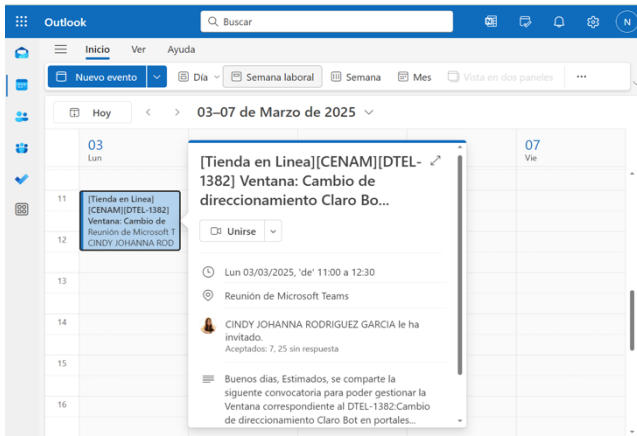 Outlook
Buscar
N
Inicio Ver Ayuda
Nuevo evento Día Semana laboral Semana Mes Vista en dos paneles ...
Hoy 03–07 de Marzo de 2025
03
Lun
07
Vie
11
12
13
14
15
16
[Tienda en Linea]
[CENAM][DTEL-1382]
Ventana: Cambio de
Reunión de Microsoft T
CINDY JOHANNA ROD
[Tienda en Linea][CENAM][DTEL-
1382] Ventana: Cambio de
direccionamiento Claro Bo...
Unirse
Lun 03/03/2025, 'de' 11:00 a 12:30
Reunión de Microsoft Teams
CINDY JOHANNA RODRIGUEZ GARCIA le ha
invitado.
Aceptados: 7, 25 sin respuesta
Buenos días, Estimados, se comparte la
siguente convocatoria para poder gestionar la
Ventana correspondiente al DTEL-1382:Cambio
de direccionamiento Claro Bot en portales...